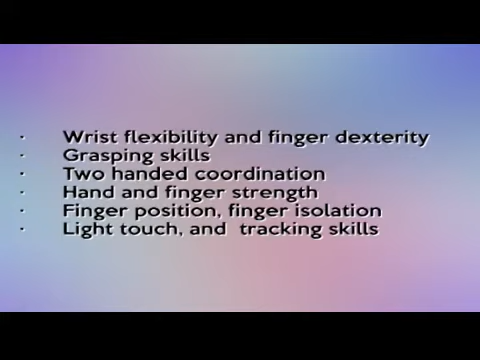 · Wrist flexibility and finger dexterity
· Grasping skills
· Two handed coordination
· Hand and finger strength
· Finger position, finger isolation
· Light touch, and  tracking skills